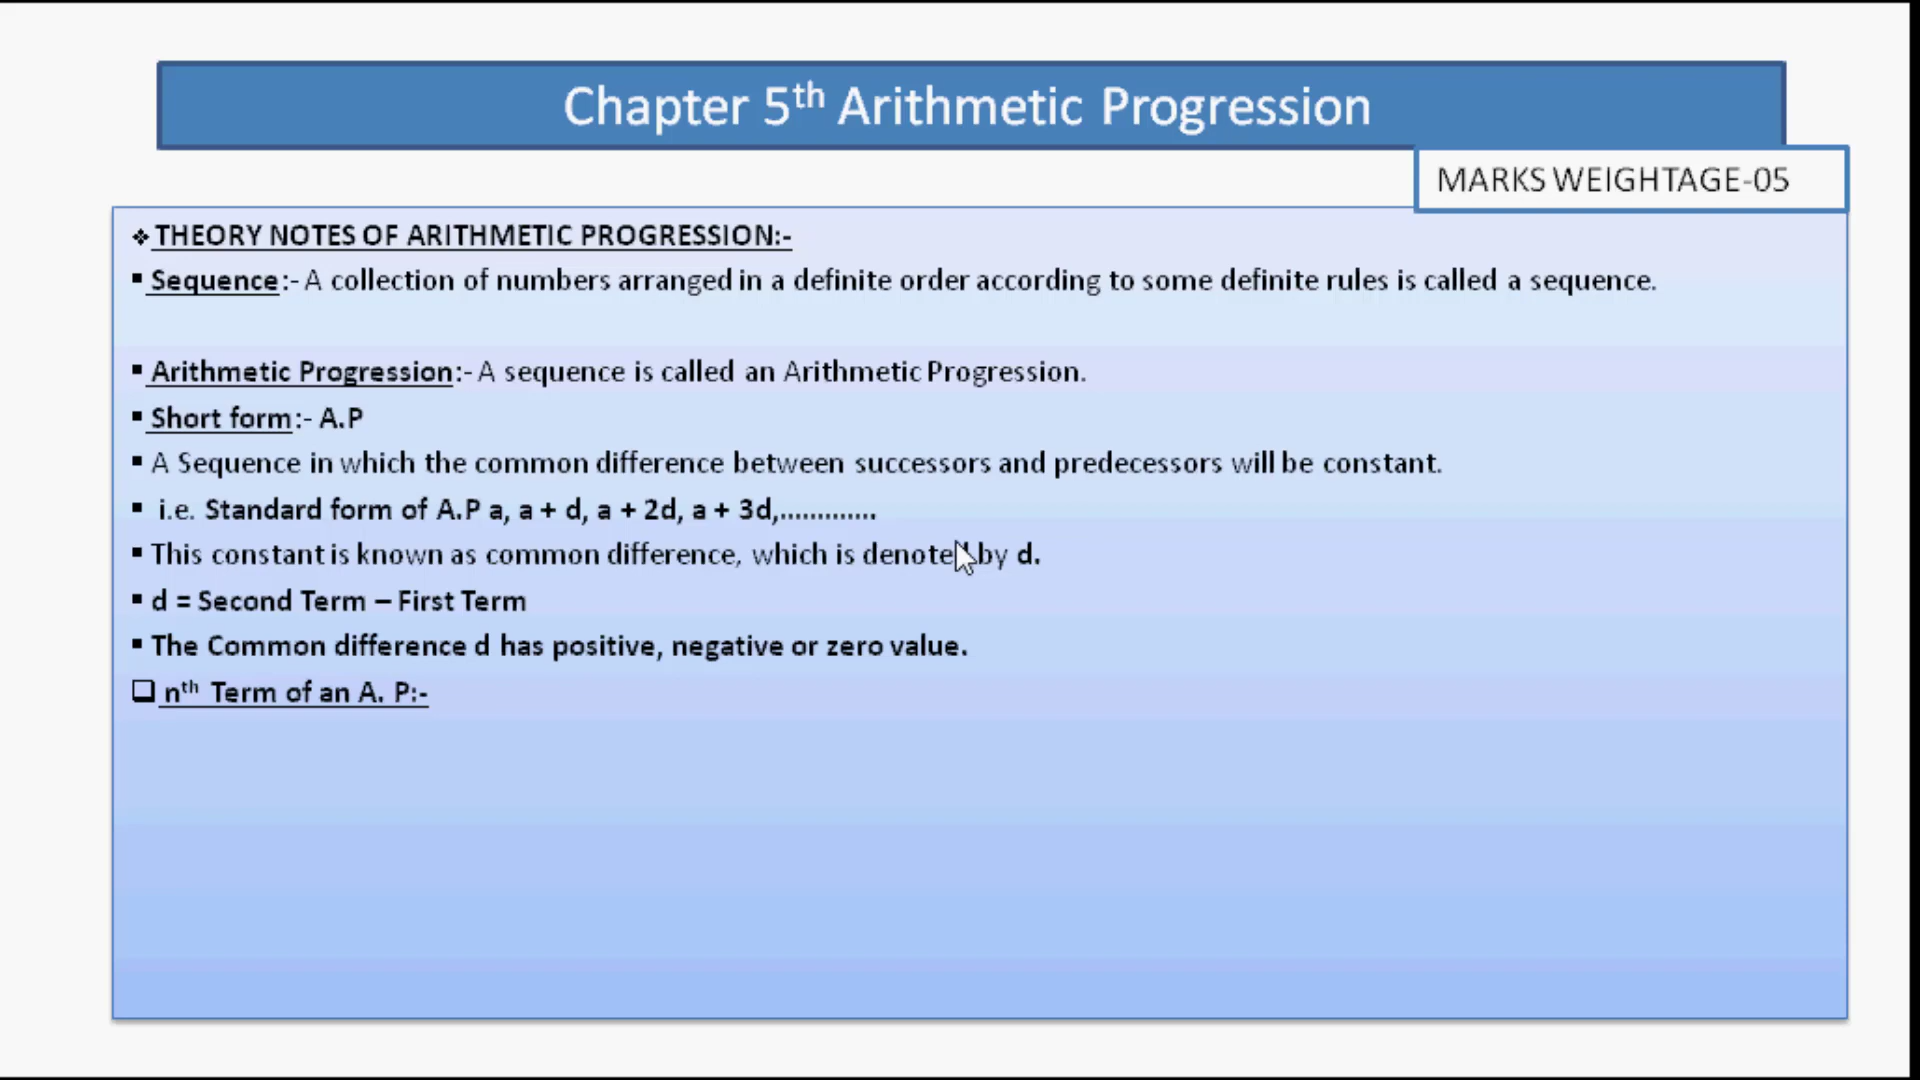 Chapter 5th Arithmetic Progression
MARKS WEIGHTAGE-05
❖ THEORY NOTES OF ARITHMETIC PROGRESSION:-
▪ Sequence:- A collection of numbers arranged in a definite order according to some definite rules is called a sequence.
▪ Arithmetic Progression:- A sequence is called an Arithmetic Progression.
▪ Short form:- A.P
▪ A Sequence in which the common difference between successors and predecessors will be constant.
▪ i.e. Standard form of A.P a, a + d, a + 2d, a + 3d,.............
▪ This constant is known as common difference, which is denoted by d.
▪ d = Second Term – First Term
▪ The Common difference d has positive, negative or zero value.
❑ nth Term of an A. P:-